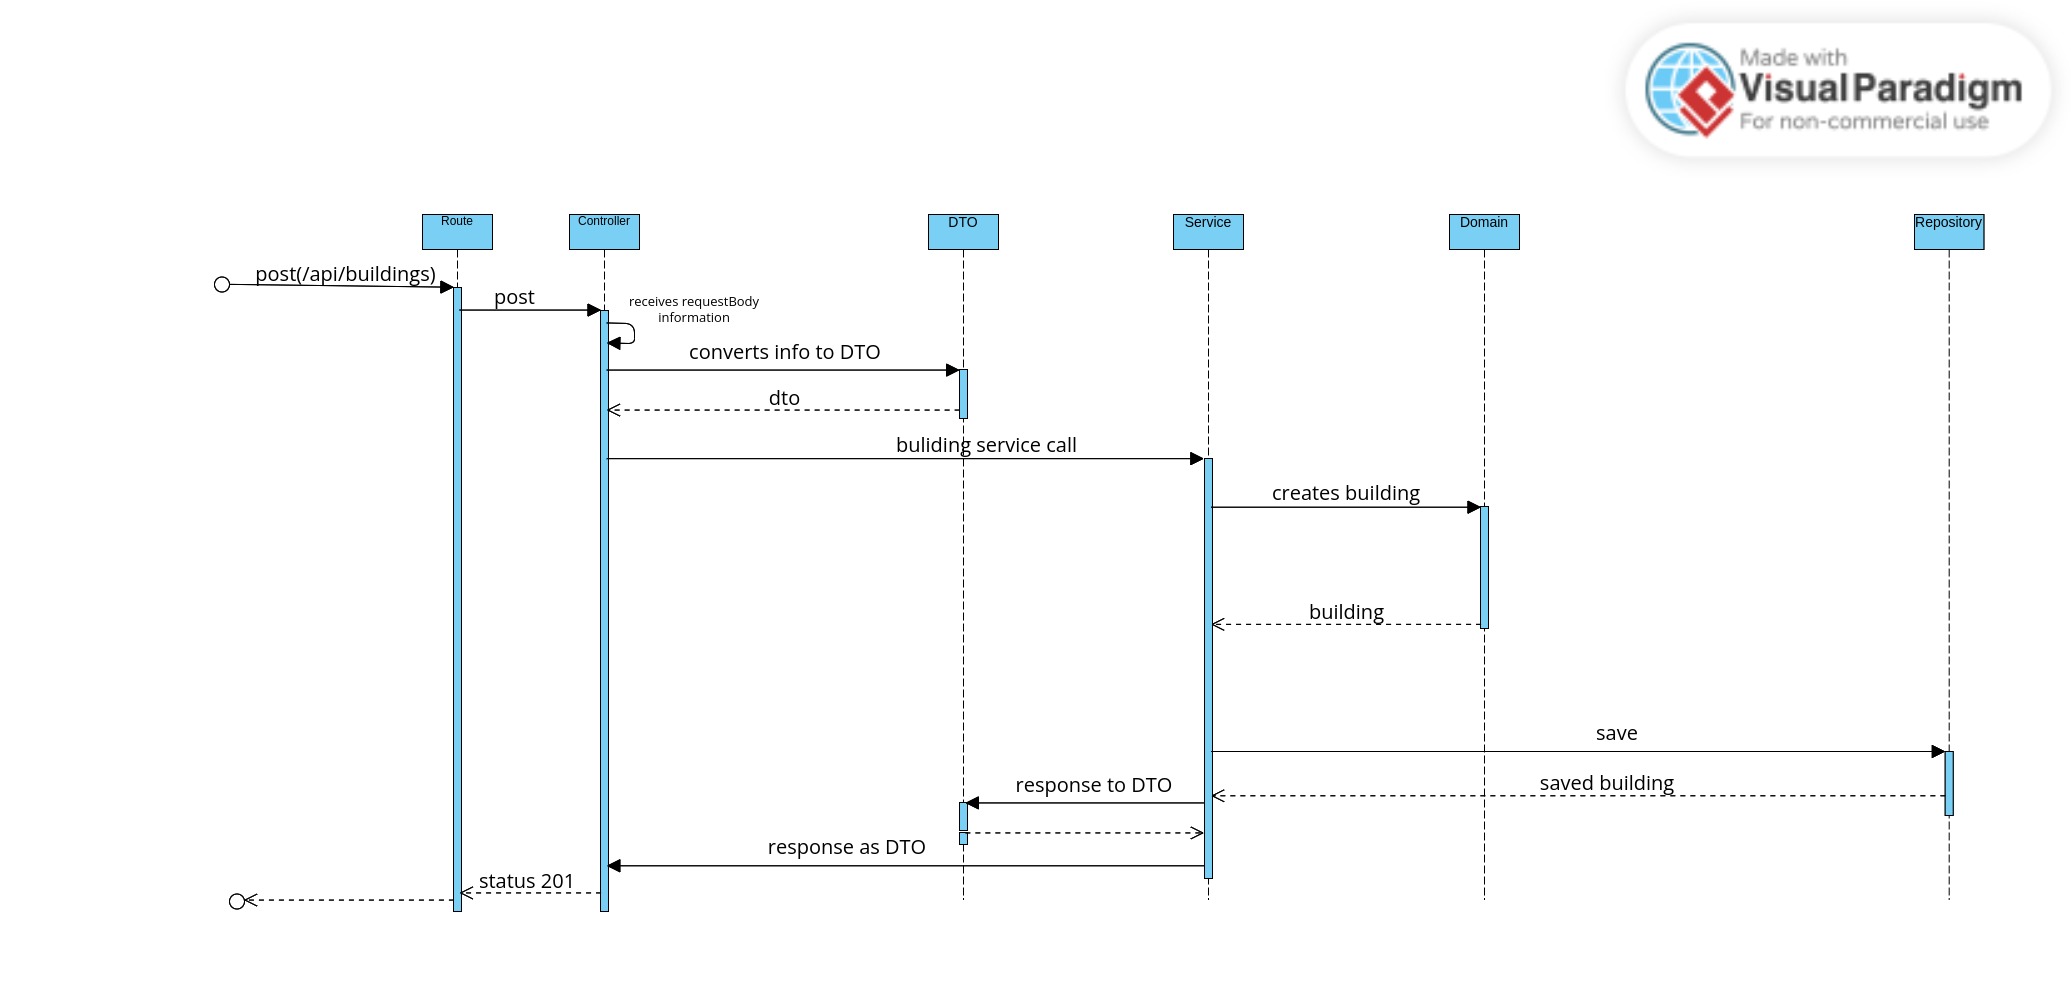 Made with
Visual Paradigm
For non-commercial use
Route
Controller
DTO
Service
Domain
Repository
post(/api/buildings)
post
receives requestBody
information
converts info to DTO
dto
buliding service call
creates building
building
save
saved building
response to DTO
response as DTO
status 201